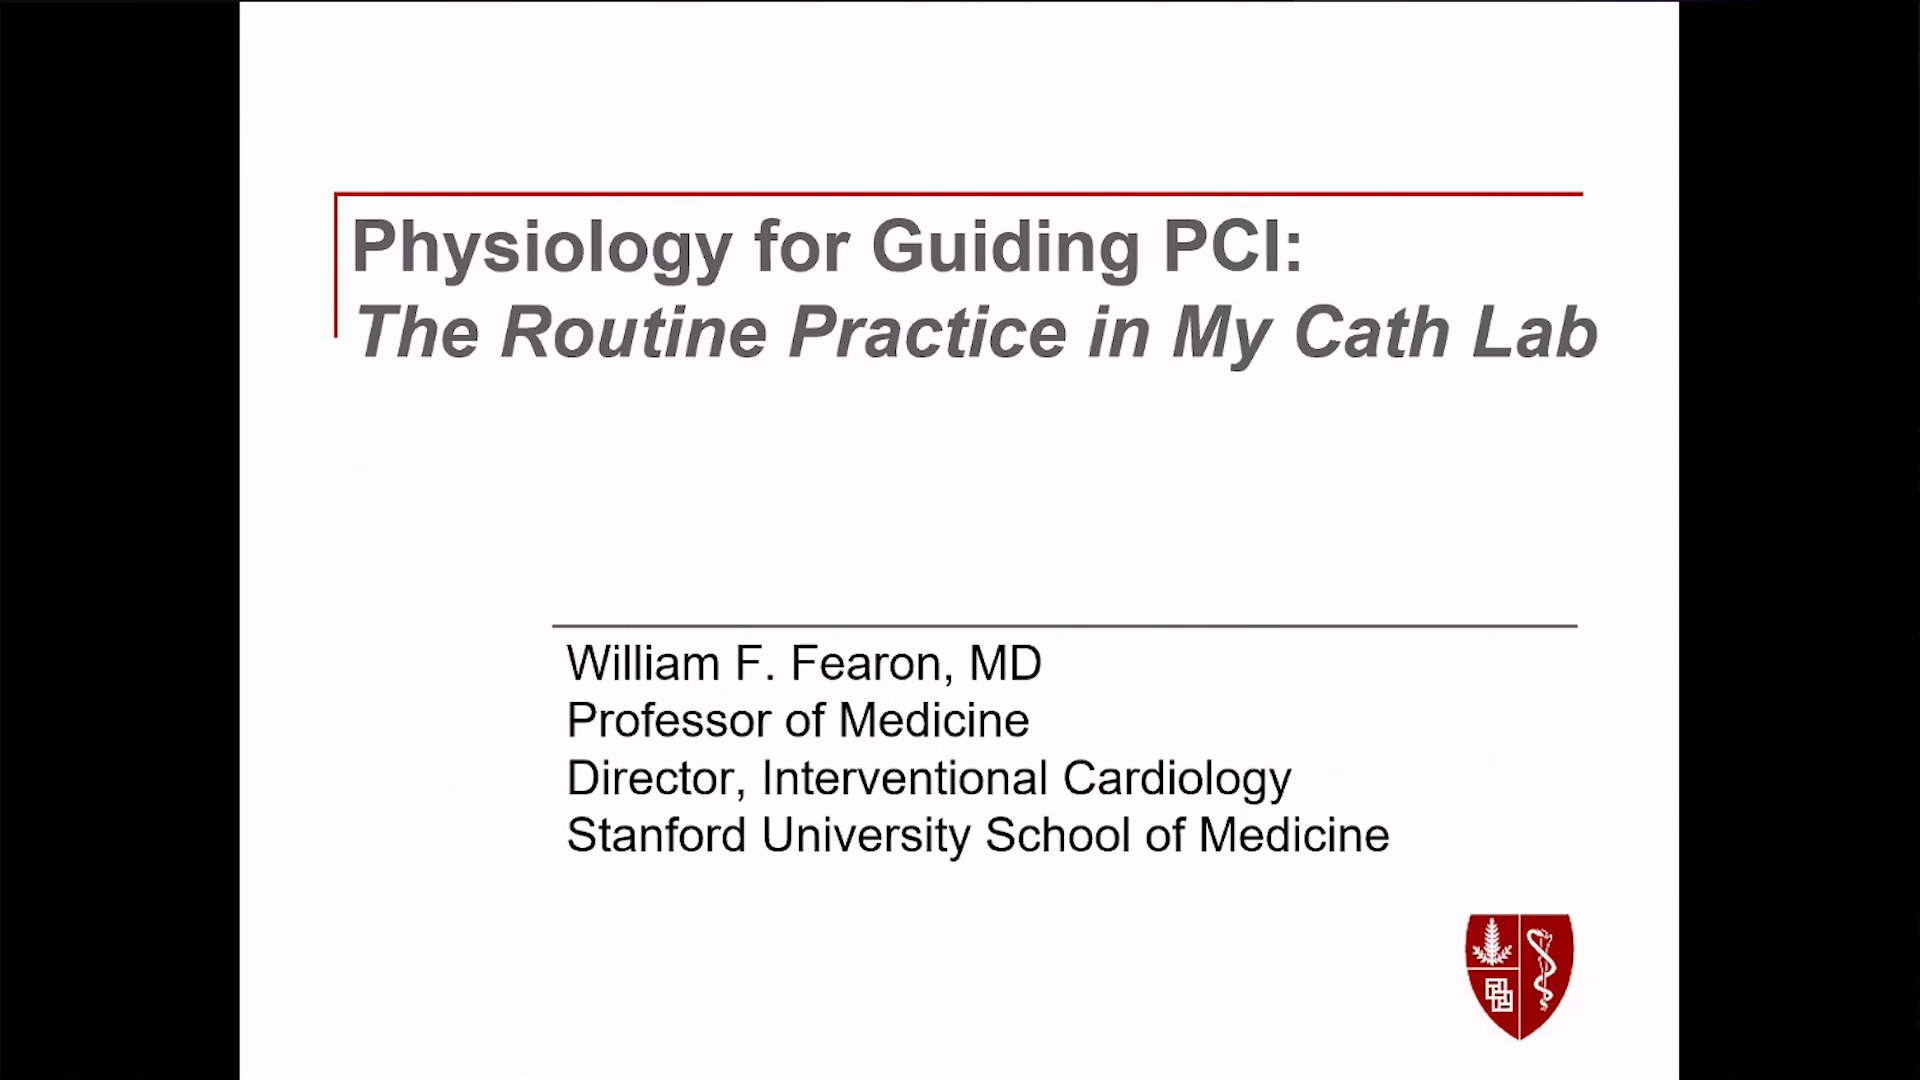 Physiology for Guiding PCI:
The Routine Practice in My Cath Lab
William F. Fearon, MD
Professor of Medicine
Director, Interventional Cardiology
Stanford University School of Medicine